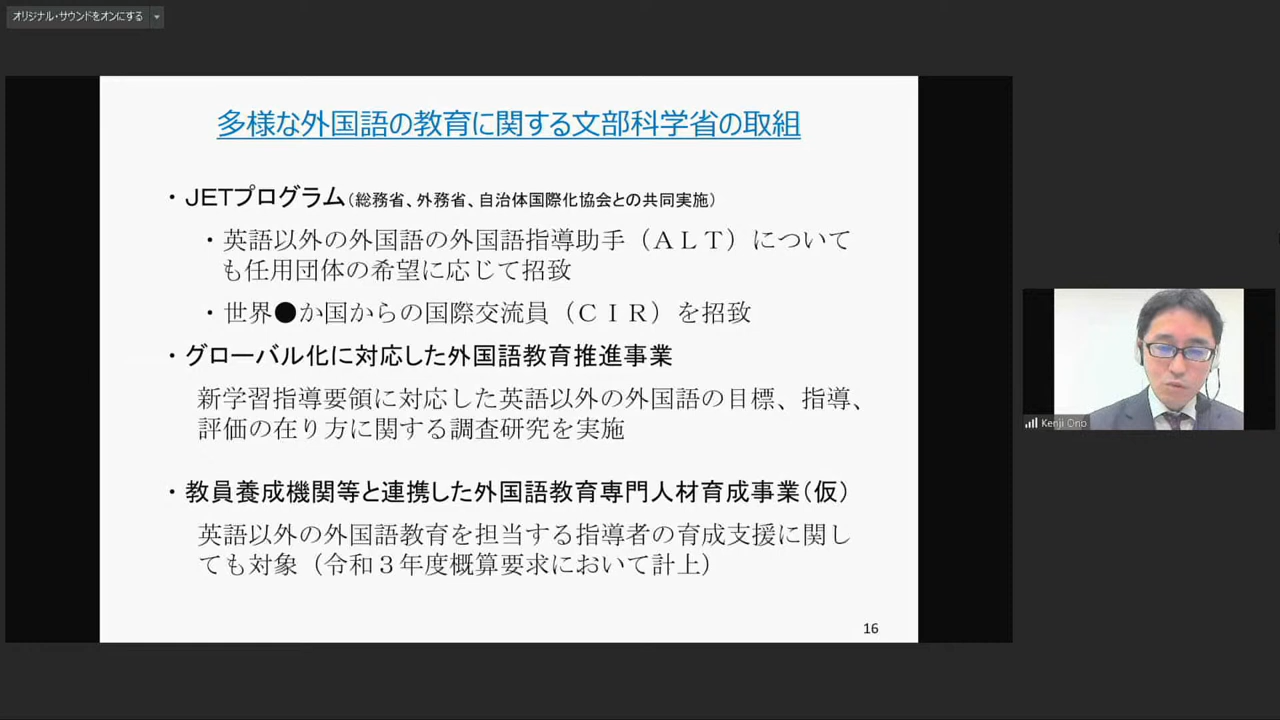 オリジナル・サウンドをオンにする
多様な外国語の教育に関する文部科学省の取組
・JETプログラム（総務省、外務省、自治体国際化協会との共同実施）
・英語以外の外国語の外国語指導助手（ＡＬＴ）について
も任用団体の希望に応じて招致
・世界●か国からの国際交流員（ＣＩＲ）を招致
・グローバル化に対応した外国語教育推進事業
新学習指導要領に対応した英語以外の外国語の目標、指導、
評価の在り方に関する調査研究を実施
・教員養成機関等と連携した外国語教育専門人材育成事業（仮）
英語以外の外国語教育を担当する指導者の育成支援に関し
ても対象（令和３年度概算要求において計上）
16
Kenji Ono